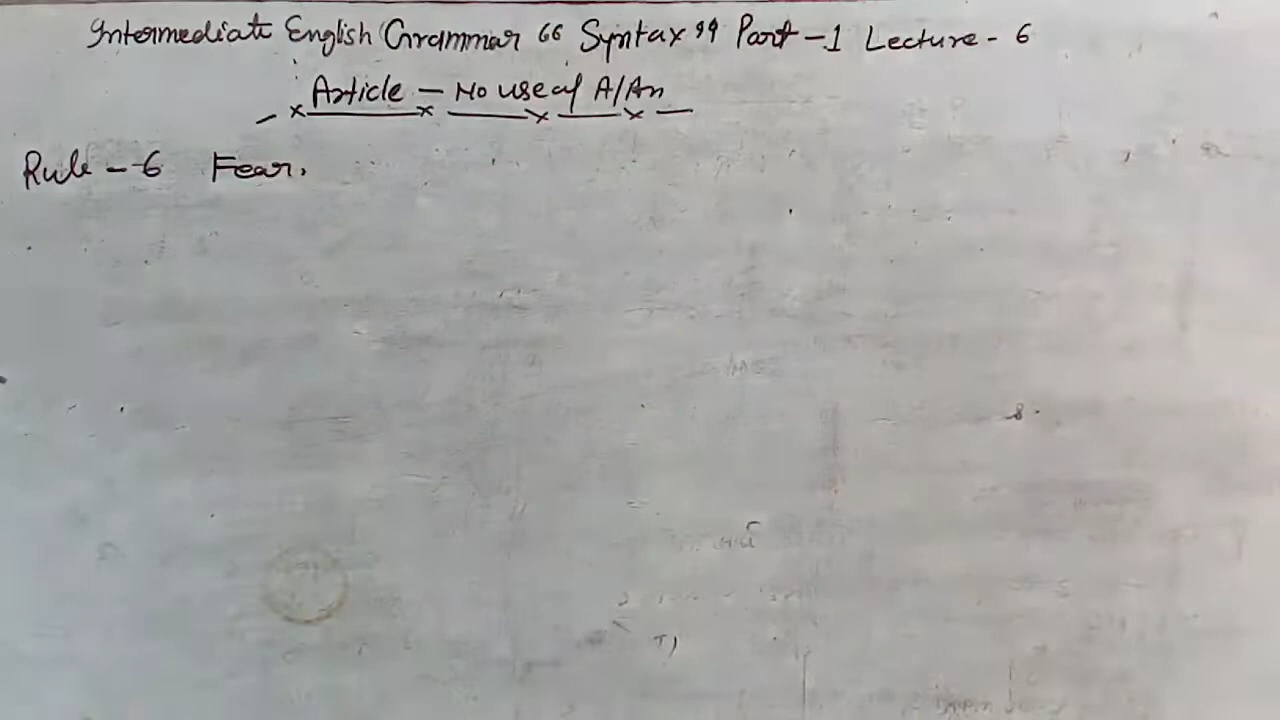 Intermediate English Grammar “ Syntax ” Part -1 Lecture - 6
Article - No use of A/An
Rule - 6 Fear.